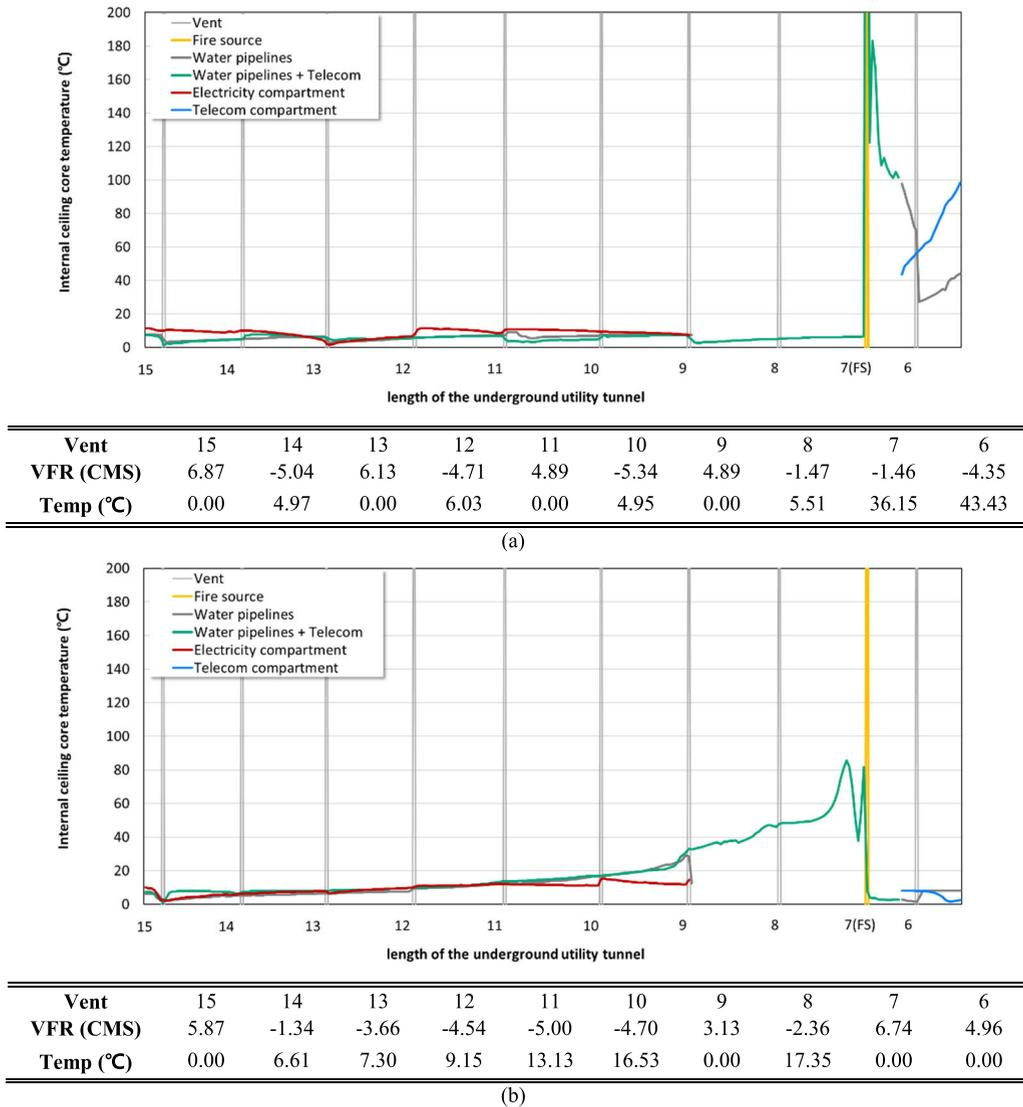 200
180
160
140
120
100
80
60
40
20
0
Internal ceiling core temperature (℃)
Vent
Fire source
Water pipelines
Water pipelines + Telecom
Electricity compartment
Telecom compartment
15 14 13 12 11 10 9 8 7(FS) 6
length of the underground utility tunnel
Vent 15 14 13 12 11 10 9 8 7 6
VFR (CMS) 6.87 -5.04 6.13 -4.71 4.89 -5.34 4.89 -1.47 -1.46 -4.35
Temp (℃) 0.00 4.97 0.00 6.03 0.00 4.95 0.00 5.51 36.15 43.43
(a)
200
180
160
140
120
100
80
60
40
20
0
Internal ceiling core temperature (℃)
Vent
Fire source
Water pipelines
Water pipelines + Telecom
Electricity compartment
Telecom compartment
15 14 13 12 11 10 9 8 7(FS) 6
length of the underground utility tunnel
Vent 15 14 13 12 11 10 9 8 7 6
VFR (CMS) 5.87 -1.34 -3.66 -4.54 -5.00 -4.70 3.13 -2.36 6.74 4.96
Temp (℃) 0.00 6.61 7.30 9.15 13.13 16.53 0.00 17.35 0.00 0.00
(b)